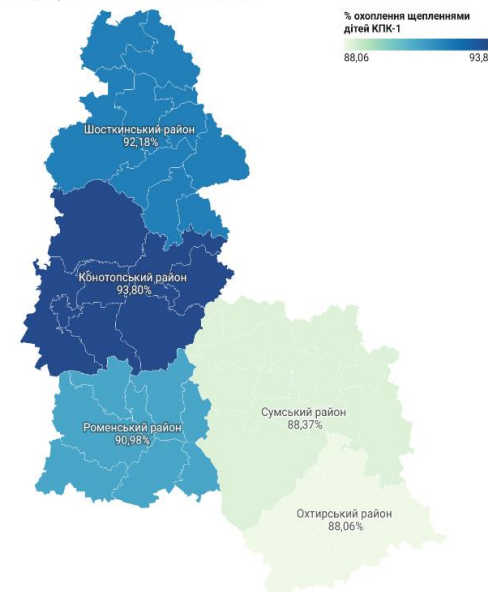 % охоплення щепленнями
дітей КПК-1
88,06
93,8
Шосткинський район
92,18%
Конотопський район
93,80%
Роменський район
90,98%
Сумський район
88,37%
Охтирський район
88,06%